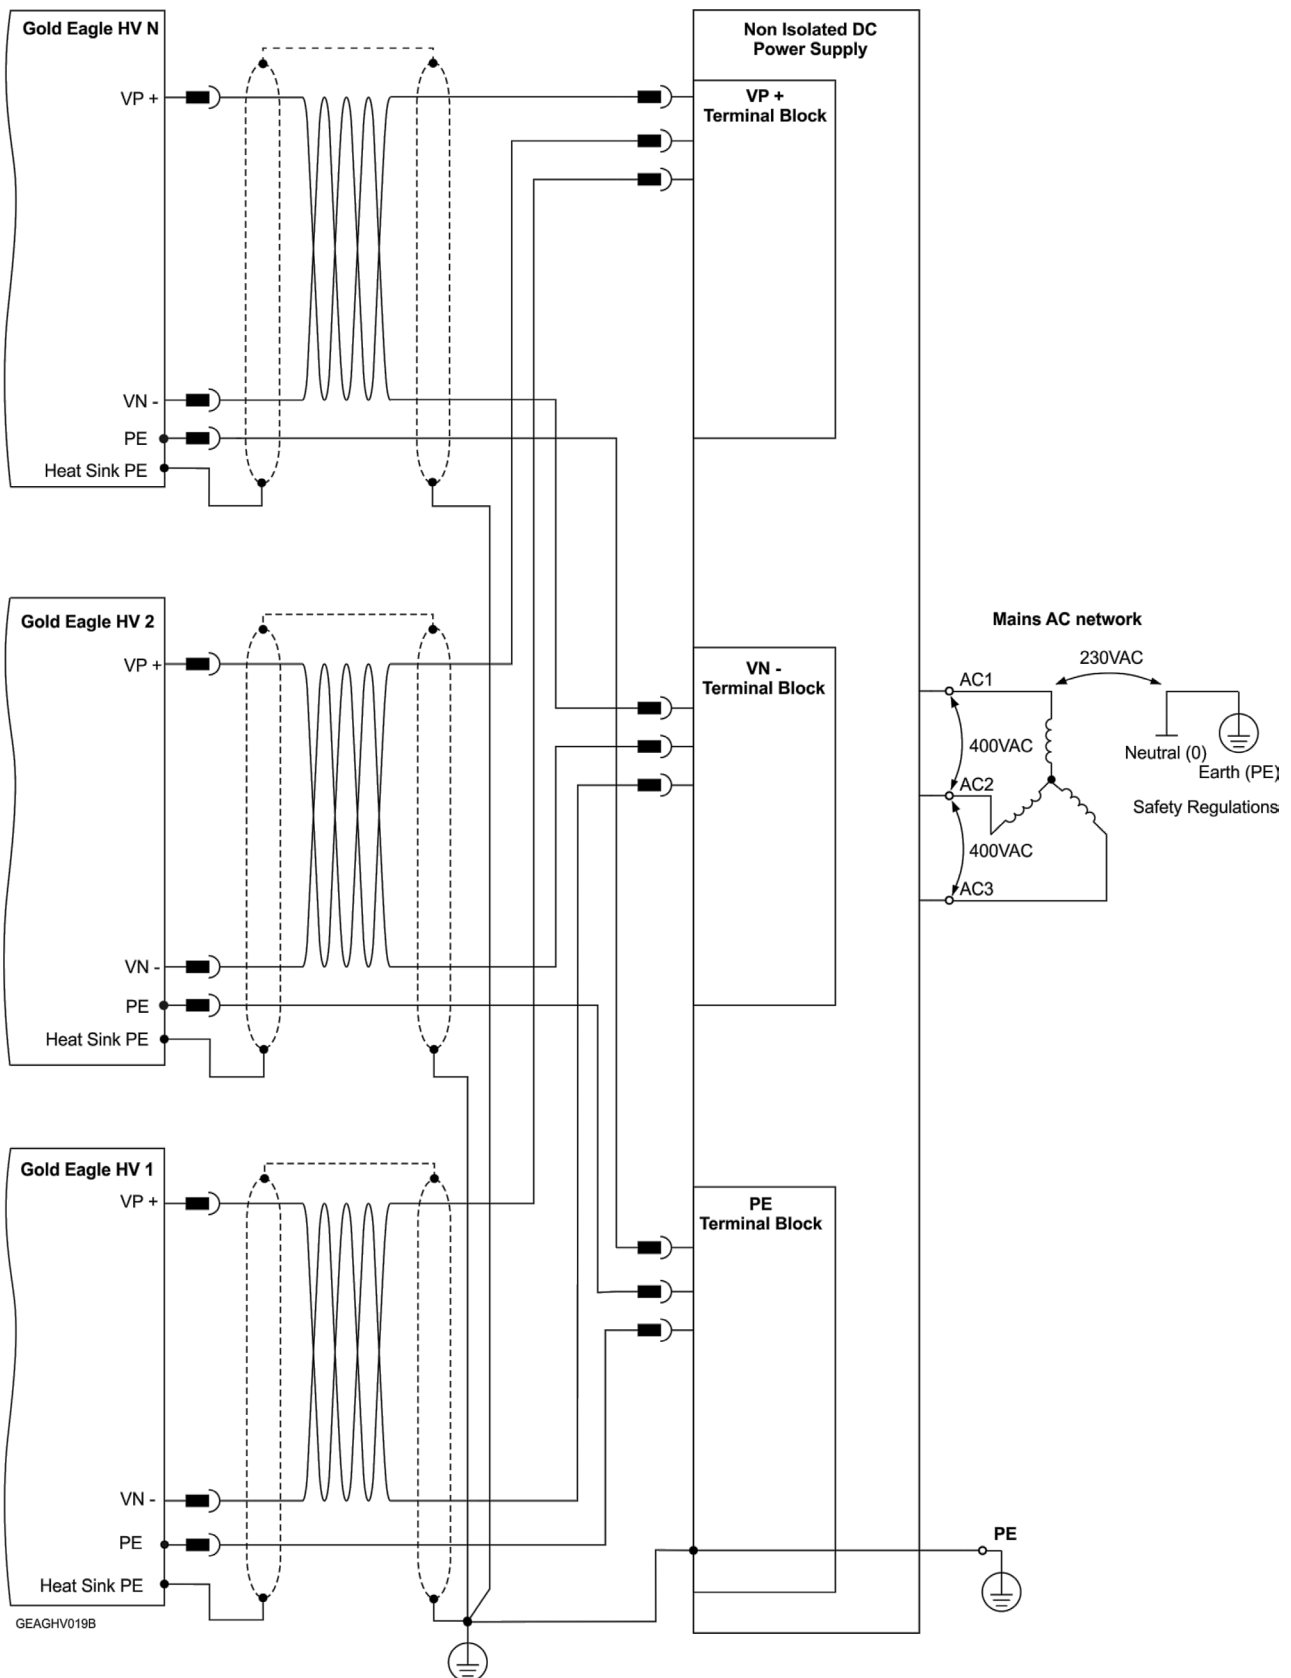 Gold Eagle HV N
VP +
VN -
PE
Heat Sink PE
Gold Eagle HV 2
VP +
VN -
PE
Heat Sink PE
Gold Eagle HV 1
VP +
VN -
PE
Heat Sink PE
GEAGHV019B
Non Isolated DC
Power Supply
VP +
Terminal Block
VN -
Terminal Block
PE
Terminal Block
Mains AC network
230VAC
AC1
400VAC
Neutral (0)
Earth (PE)
AC2
Safety Regulations
400VAC
AC3
PE